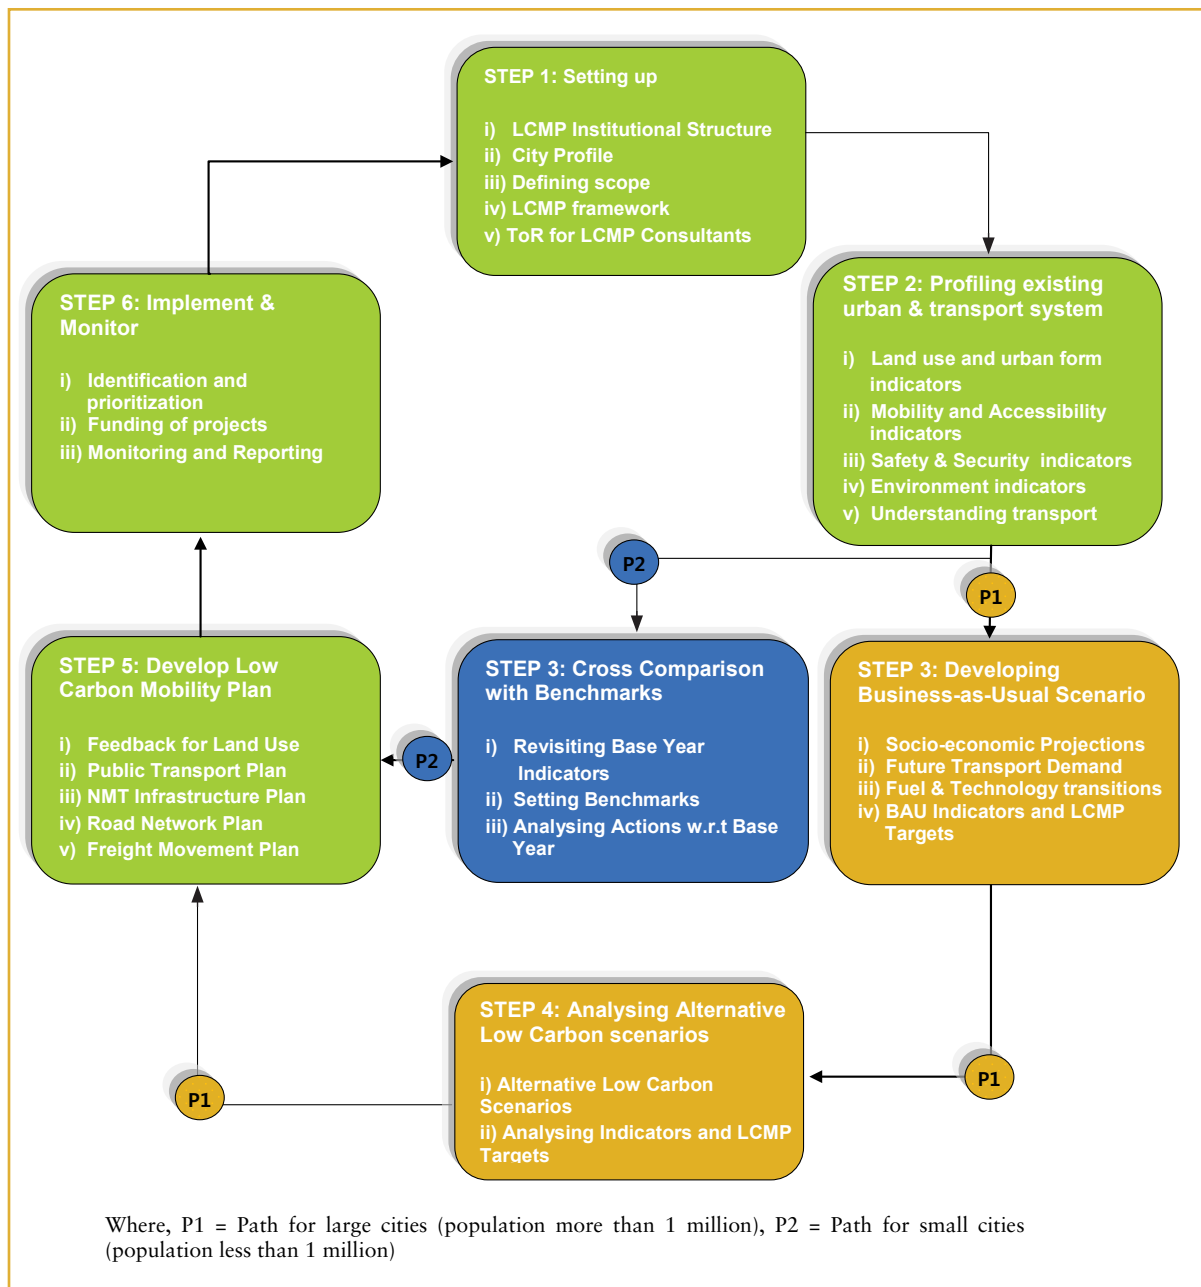 STEP 1: Setting up
i) LCMP Institutional Structure
ii) City Profile
iii) Defining scope
iv) LCMP framework
v) ToR for LCMP Consultants
STEP 2: Profiling existing
urban & transport system
i) Land use and urban form
indicators
ii) Mobility and Accessibility
indicators
iii) Safety & Security indicators
iv) Environment indicators
v) Understanding transport
STEP 6: Implement &
Monitor
i) Identification and
prioritization
ii) Funding of projects
iii) Monitoring and Reporting
P2
P1
STEP 5: Develop Low
Carbon Mobility Plan
i) Feedback for Land Use
ii) Public Transport Plan
iii) NMT Infrastructure Plan
iv) Road Network Plan
v) Freight Movement Plan
P2
STEP 3: Cross Comparison
with Benchmarks
i) Revisiting Base Year
Indicators
ii) Setting Benchmarks
iii) Analysing Actions w.r.t Base
Year
STEP 3: Developing
Business-as-Usual Scenario
i) Socio-economic Projections
ii) Future Transport Demand
iii) Fuel & Technology transitions
iv) BAU Indicators and LCMP
Targets
STEP 4: Analysing Alternative
Low Carbon scenarios
i) Alternative Low Carbon
Scenarios
ii) Analysing Indicators and LCMP
Targets
P1
P1
Where, P1 = Path for large cities (population more than 1 million), P2 = Path for small cities
(population less than 1 million)